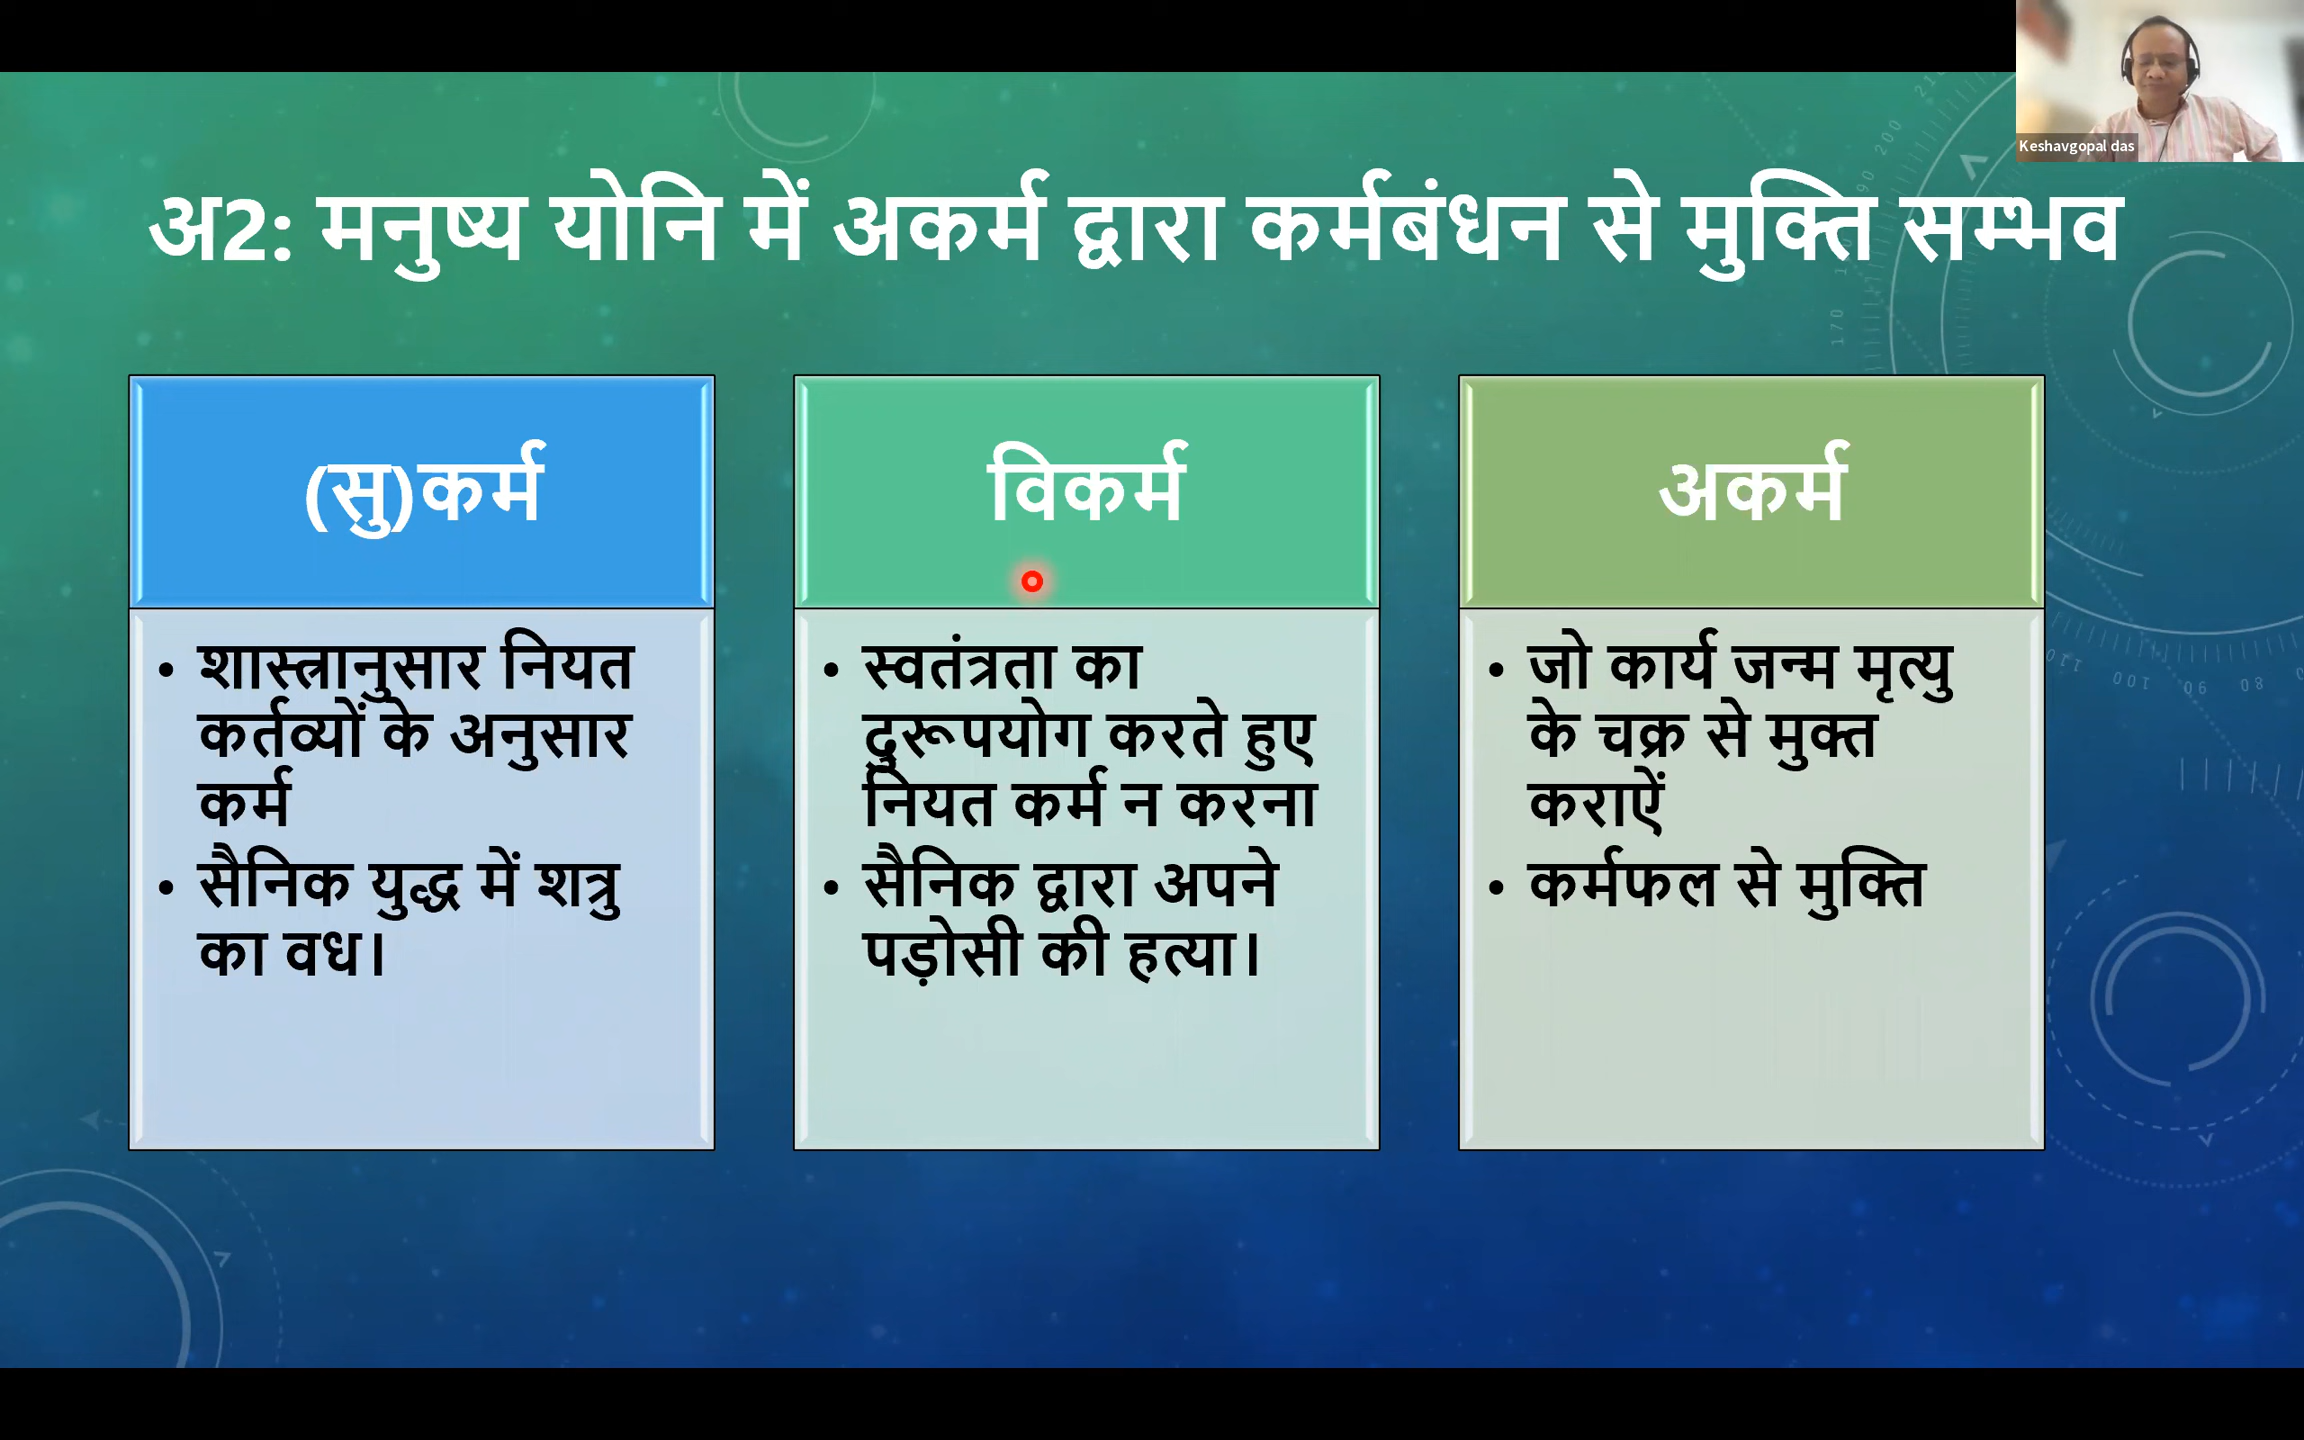 Keshavgopal das
अ2: मनुष्य योनि में अकर्म द्वारा कर्मबंधन से मुक्ति सम्भव
(सु)कर्म
• शास्त्रानुसार नियत
कर्तव्यों के अनुसार
कर्म
• सैनिक युद्ध में शत्रु
का वध।
विकर्म
• स्वतंत्रता का
दुरूपयोग करते हुए
नियत कर्म न करना
• सैनिक द्वारा अपने
पड़ोसी की हत्या।
अकर्म
• जो कार्य जन्म मृत्यु
के चक्र से मुक्त
कराऐं
• कर्मफल से मुक्ति